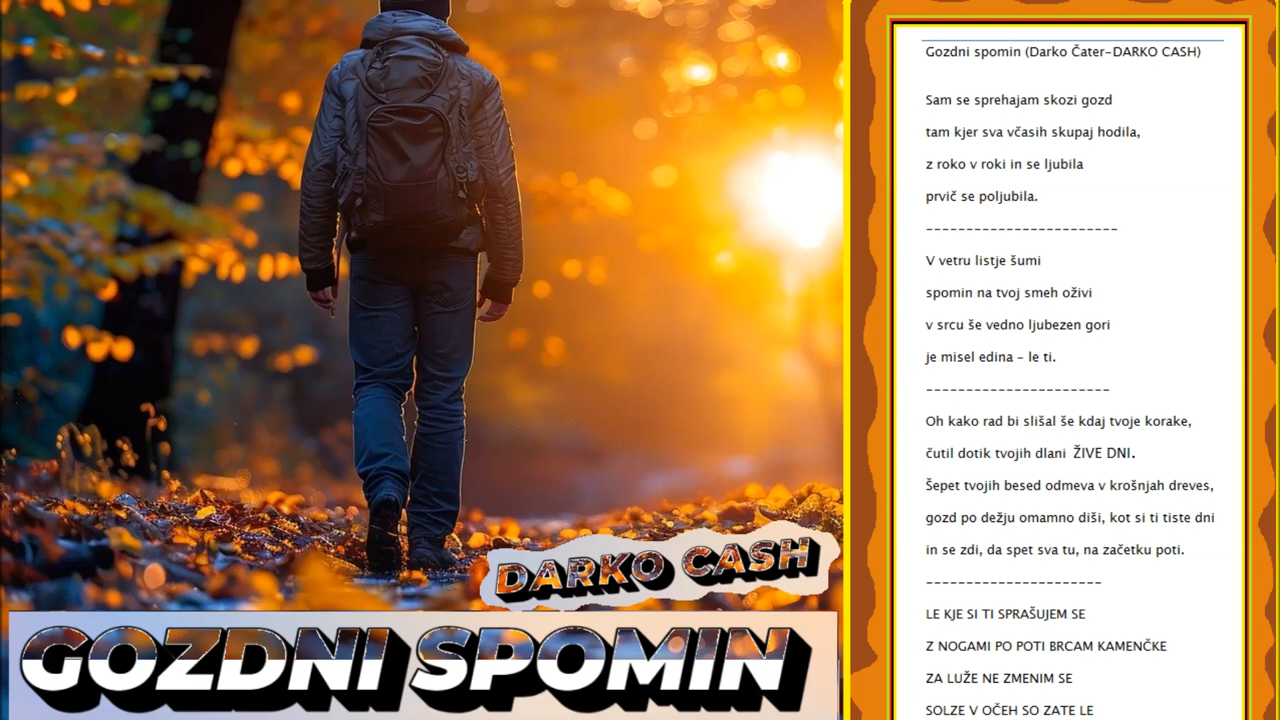 DARKO CASH
GOZDNI SPOMIN
Gozdni spomin (Darko Čater-DARKO CASH)
Sam se sprehajam skozi gozd
tam kjer sva včasih skupaj hodila,
z roko v roki in se ljubila
prvič se poljubila.
------------------------
V vetru listje šumi
spomin na tvoj smeh oživi
v srcu še vedno ljubezen gori
je misel edina - le ti.
-----------------------
Oh kako rad bi slišal še kdaj tvoje korake,
čutil dotik tvojih dlani ŽIVE DNI.
Šepet tvojih besed odmeva v krošnjah dreves,
gozd po dežju omamno diši, kot si ti tiste dni
in se zdi, da spet sva tu, na začetku poti.
----------------------
LE KJE SI TI SPRAŠUJEM SE
Z NOGAMI PO POTI BRCAM KAMENČKE
ZA LUŽE NE ZMENIM SE
SOLZE V OČEH SO ZATE LE